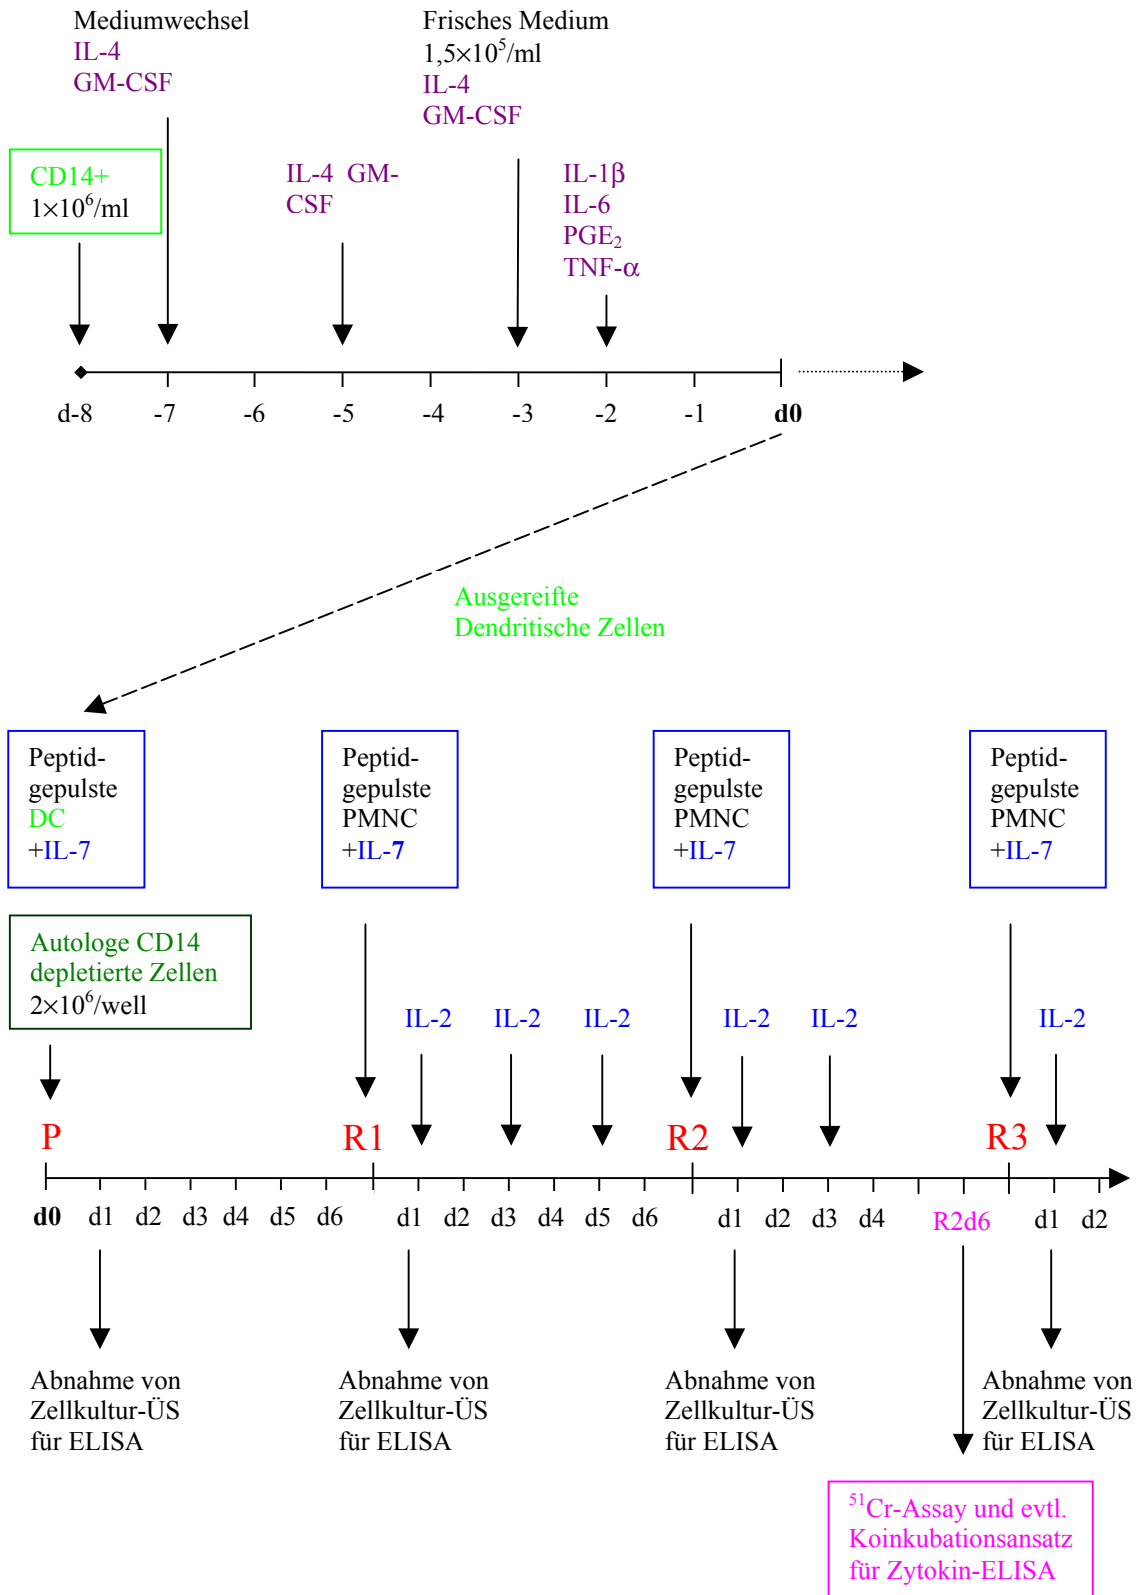 Mediumwechsel
IL-4
GM-CSF
Frisches Medium
1,5×10⁵/ml
IL-4
GM-CSF
CD14+
1×10⁶/ml
IL-4 GM-
CSF
IL-1β
IL-6
PGE₂
TNF-α
d-8 -7 -6 -5 -4 -3 -2 -1 d0
Ausgereifte
Dendritische Zellen
Peptid-
gepulste
DC
+IL-7
Peptid-
gepulste
PMNC
+IL-7
Peptid-
gepulste
PMNC
+IL-7
Peptid-
gepulste
PMNC
+IL-7
Autologe CD14
depletierte Zellen
2×10⁶/well
IL-2 IL-2 IL-2 IL-2 IL-2 IL-2
P R1 R2 R3
d0 d1 d2 d3 d4 d5 d6 d1 d2 d3 d4 d5 d6 d1 d2 d3 d4 R2d6 d1 d2
Abnahme von
Zellkultur-ÜS
für ELISA
Abnahme von
Zellkultur-ÜS
für ELISA
Abnahme von
Zellkultur-ÜS
für ELISA
Abnahme von
Zellkultur-ÜS
für ELISA
⁵¹Cr-Assay und evtl.
Koinkubationsansatz
für Zytokin-ELISA